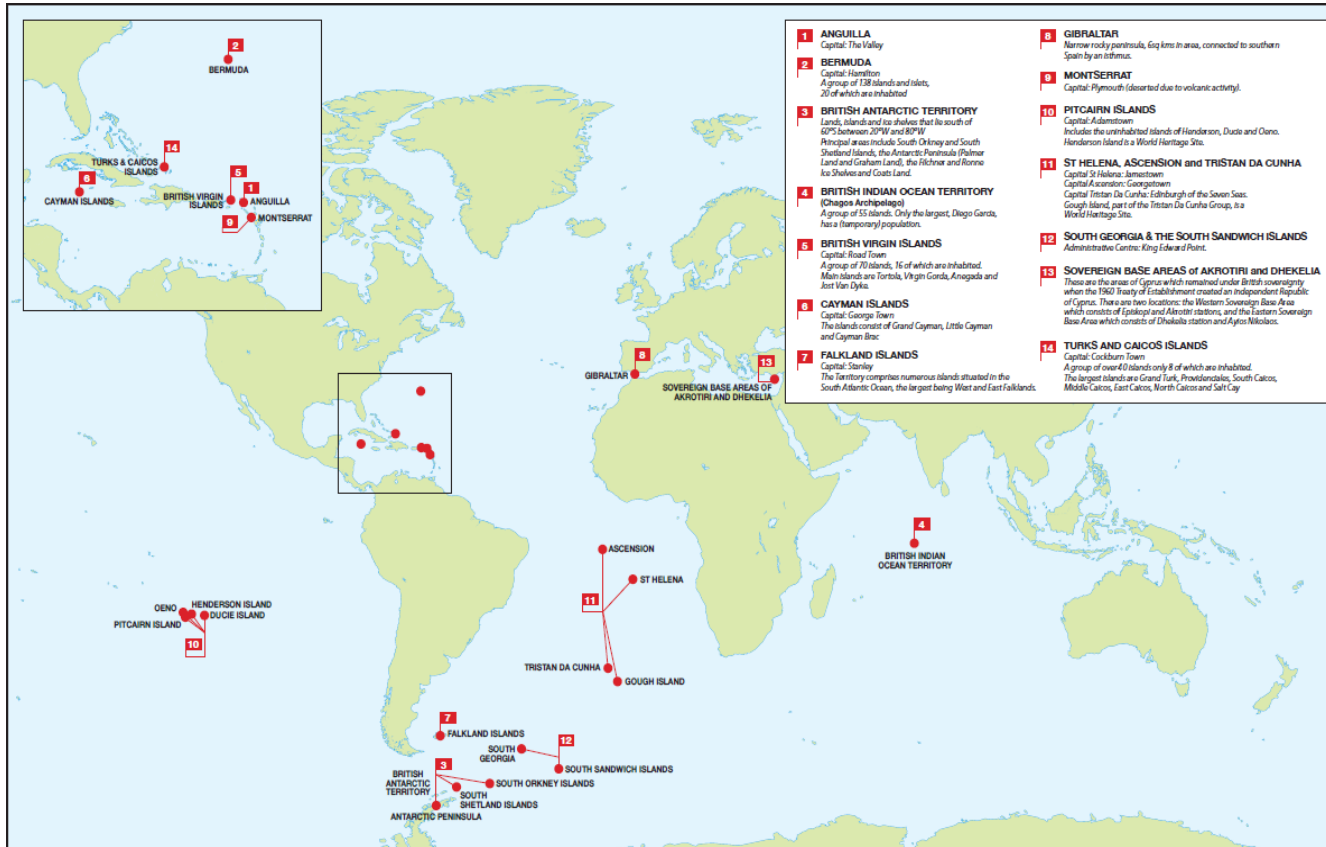 2
BERMUDA
14
TURKS & CAICOS
ISLANDS
6
CAYMAN ISLANDS
5
BRITISH VIRGIN
ISLANDS
1
ANGUILLA
9
MONTSERRAT
1 ANGUILLA
Capital: The Valley
2 BERMUDA
Capital: Hamilton
A group of 138 islands and islets,
20 of which are inhabited
3 BRITISH ANTARCTIC TERRITORY
Lands, islands and ice shelves that lie south of
60°S between 20°W and 80°W
Principal areas include South Orkney and South
Shetland Islands, the Antarctic Peninsula (Palmer
Land and Graham Land), the Filchner and Ronne
Ice Shelves and Coats Land.
4 BRITISH INDIAN OCEAN TERRITORY
(Chagos Archipelago)
A group of 55 islands. Only the largest, Diego Garcia,
has a (temporary) population.
5 BRITISH VIRGIN ISLANDS
Capital: Road Town
A group of 70 islands, 16 of which are inhabited.
Main islands are Tortola, Virgin Gorda, Anegada and
Jost Van Dyke.
6 CAYMAN ISLANDS
Capital: George Town
The islands consist of Grand Cayman, Little Cayman
and Cayman Brac
7 FALKLAND ISLANDS
Capital: Stanley
The Territory comprises numerous islands situated in the
South Atlantic Ocean, the largest being West and East Falklands.
8 GIBRALTAR
Narrow rocky peninsula, 6sq kms in area, connected to southern
Spain by an isthmus.
9 MONTSERRAT
Capital: Plymouth (deserted due to volcanic activity).
10 PITCAIRN ISLANDS
Capital: Adamstown
Includes the uninhabited islands of Henderson, Ducie and Oeno.
Henderson Island is a World Heritage Site.
11 ST HELENA, ASCENSION and TRISTAN DA CUNHA
Capital St Helena: Jamestown
Capital Ascension: Georgetown
Capital Tristan Da Cunha: Edinburgh of the Seven Seas.
Gough Island, part of the Tristan Da Cunha Group, is a
World Heritage Site.
12 SOUTH GEORGIA & THE SOUTH SANDWICH ISLANDS
Administrative Centre: King Edward Point.
13 SOVEREIGN BASE AREAS of AKROTIRI and DHEKELIA
These are the areas of Cyprus which remained under British sovereignty
when the 1960 Treaty of Establishment created an independent Republic
of Cyprus. There are two locations: the Western Sovereign Base Area
which consists of Episkopi and Akrotiri stations, and the Eastern Sovereign
Base Area which consists of Dhekelia station and Ayios Nikolaos.
14 TURKS AND CAICOS ISLANDS
Capital: Cockburn Town
A group of over 40 islands only 8 of which are inhabited.
The largest islands are Grand Turk, Providenciales, South Caicos,
Middle Caicos, East Caicos, North Caicos and Salt Cay
8
GIBRALTAR
13
SOVEREIGN BASE AREAS OF
AKROTIRI AND DHEKELIA
4
BRITISH INDIAN
OCEAN TERRITORY
ASCENSION
ST HELENA
11
TRISTAN DA CUNHA
GOUGH ISLAND
OENO
HENDERSON ISLAND
DUCIE ISLAND
PITCAIRN ISLAND
10
7
FALKLAND ISLANDS
12
SOUTH
GEORGIA
SOUTH SANDWICH ISLANDS
3
BRITISH
ANTARCTIC
TERRITORY
SOUTH ORKNEY ISLANDS
SOUTH
SHETLAND ISLANDS
ANTARCTIC PENINSULA